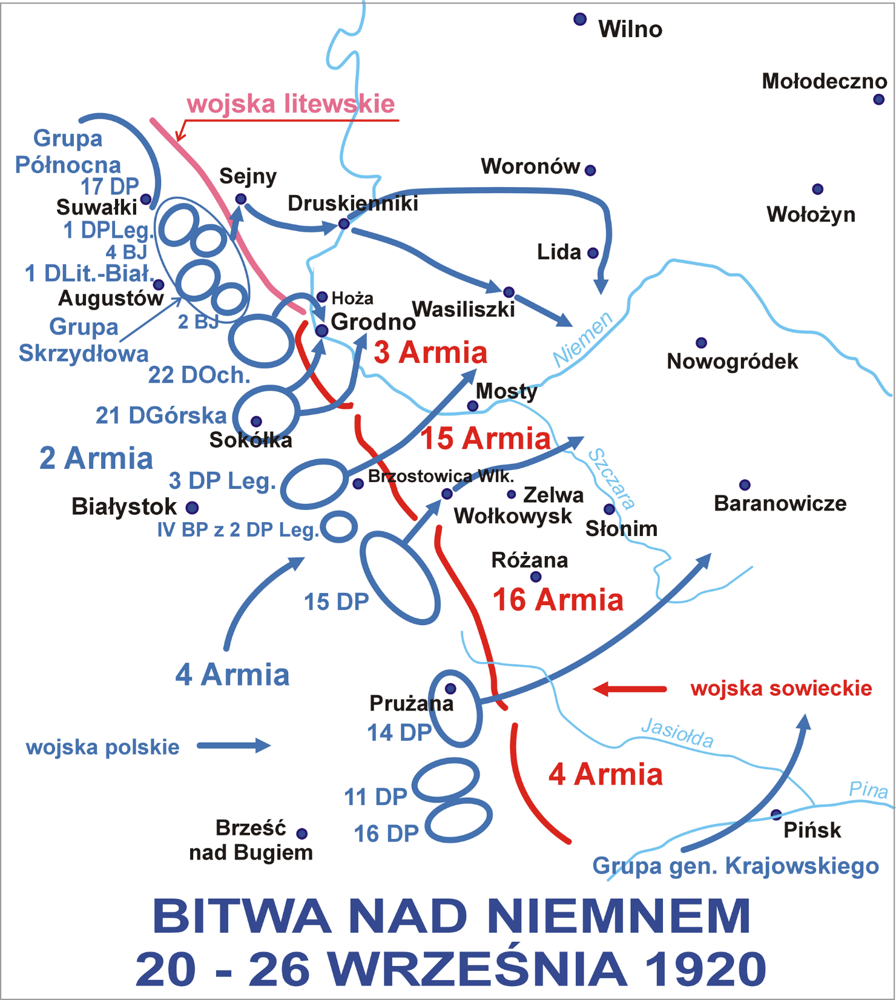 Wilno
Mołodeczno
wojska litewskie
Grupa
Północna
17 DP
Suwałki
Sejny
Woronów
Druskienniki
Wołożyn
1 DPLeg.
4 BJ
Lida
1 DLit.-Biał.
Augustów
Hoża
Wasiliszki
2 BJ
Grodno
Grupa
Skrzydłowa
3 Armia
Niemen
Nowogródek
22 DOch.
Mosty
21 DGórska
Sokółka
15 Armia
2 Armia
Szczara
3 DP Leg.
Brzostowica Wlk.
Białystok
Zelwa
Wołkowysk
Baranowicze
IV BP z 2 DP Leg.
Słonim
Różana
15 DP
16 Armia
4 Armia
wojska sowieckie
Prużana
14 DP
Jasiołda
wojska polskie
4 Armia
11 DP
Pina
16 DP
Brześć
nad Bugiem
Pińsk
Grupa gen. Krajowskiego
BITWA NAD NIEMNEM
20 - 26 WRZEŚNIA 1920